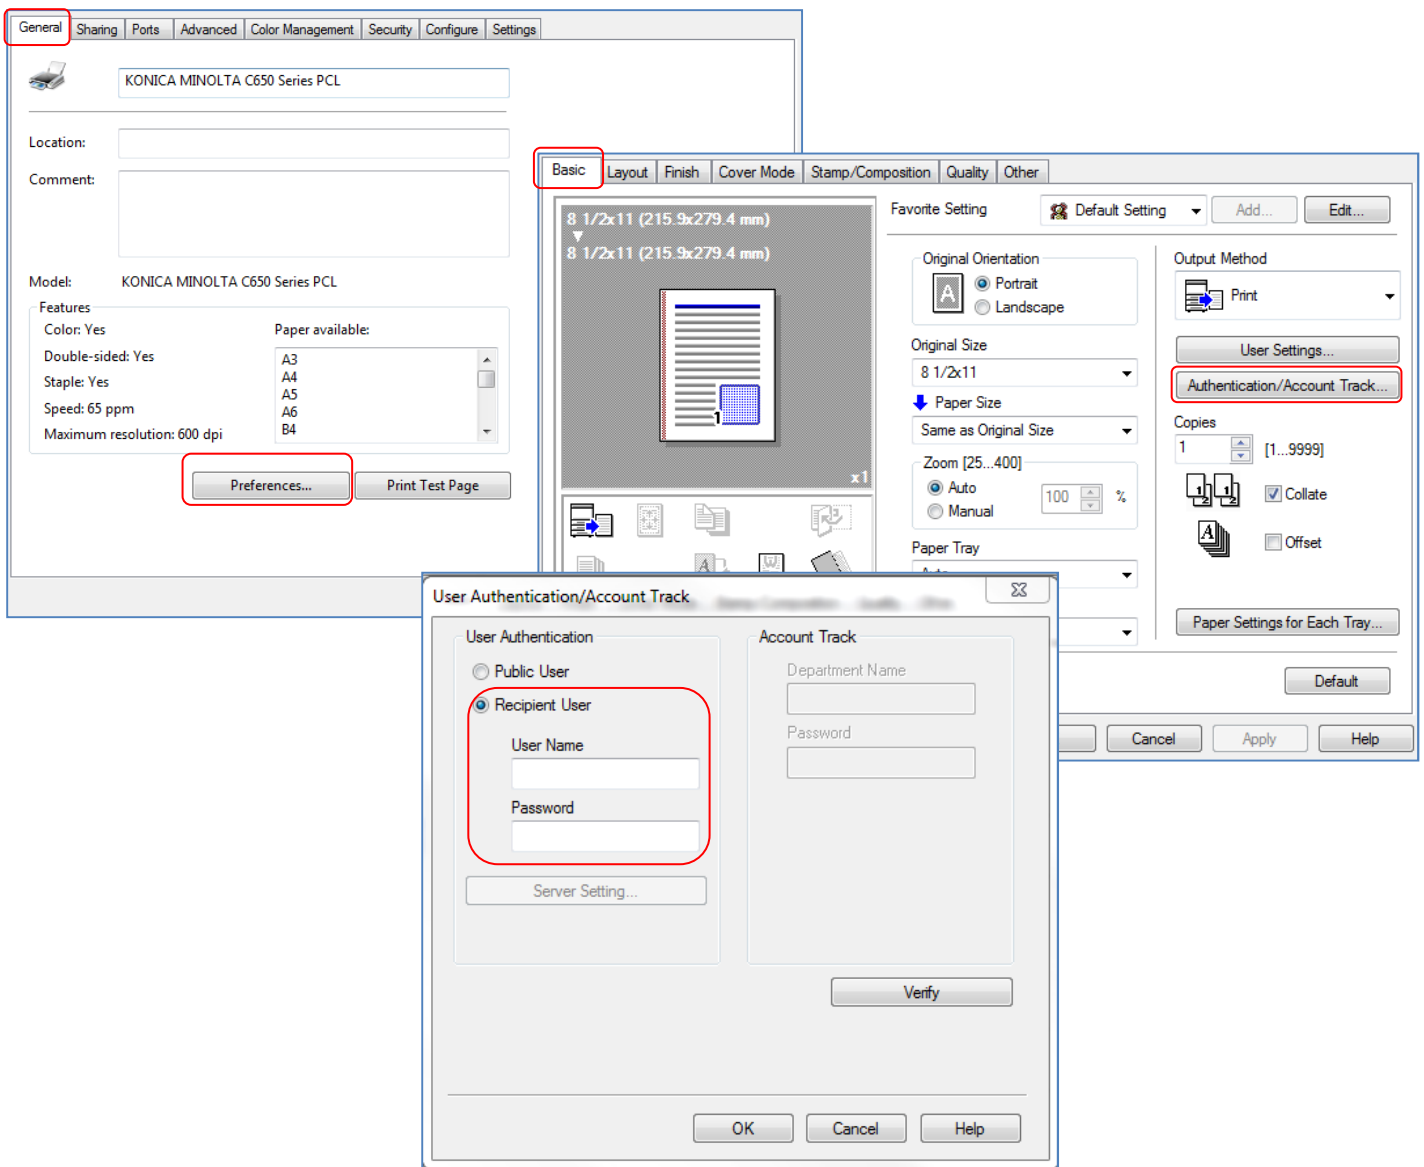 General Sharing Ports Advanced Color Management Security Configure Settings
KONICA MINOLTA C650 Series PCL
Location:
Comment:
Model: KONICA MINOLTA C650 Series PCL
Features
Color: Yes
Double-sided: Yes
Staple: Yes
Speed: 65 ppm
Maximum resolution: 600 dpi
Paper available:
A3
A4
A5
A6
B4
Preferences... Print Test Page
Basic Layout Finish Cover Mode Stamp/Composition Quality Other
8 1/2x11 (215.9x279.4 mm)
8 1/2x11 (215.9x279.4 mm)
1
x1
Favorite Setting Default Setting Add... Edit...
Original Orientation
A
Portrait
Landscape
Original Size
8 1/2x11
Paper Size
Same as Original Size
Zoom [25...400]
Auto
Manual
100 %
Paper Tray
Output Method
Print
User Settings...
Authentication/Account Track...
Copies
1 [1...9999]
Collate
Offset
Paper Settings for Each Tray...
Default
Cancel Apply Help
User Authentication/Account Track
User Authentication
Public User
Recipient User
User Name
Password
Server Setting...
Account Track
Department Name
Password
Verify
OK Cancel Help